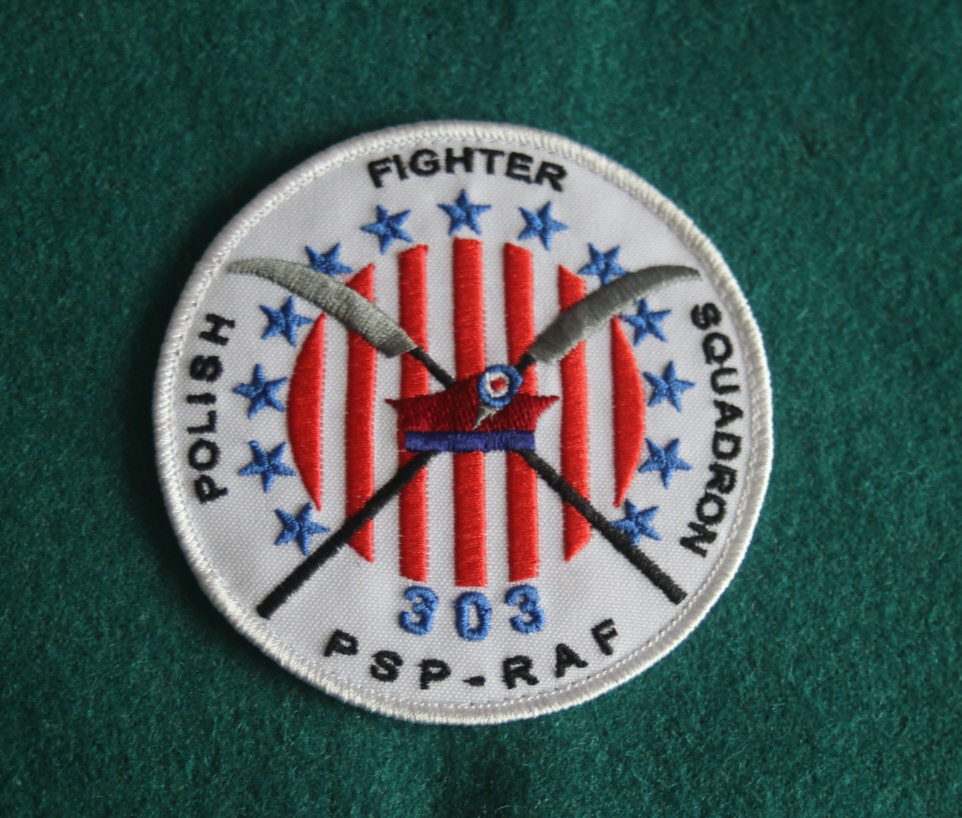 POLISH
FIGHTER
SQUADRON
303
PSP-RAF